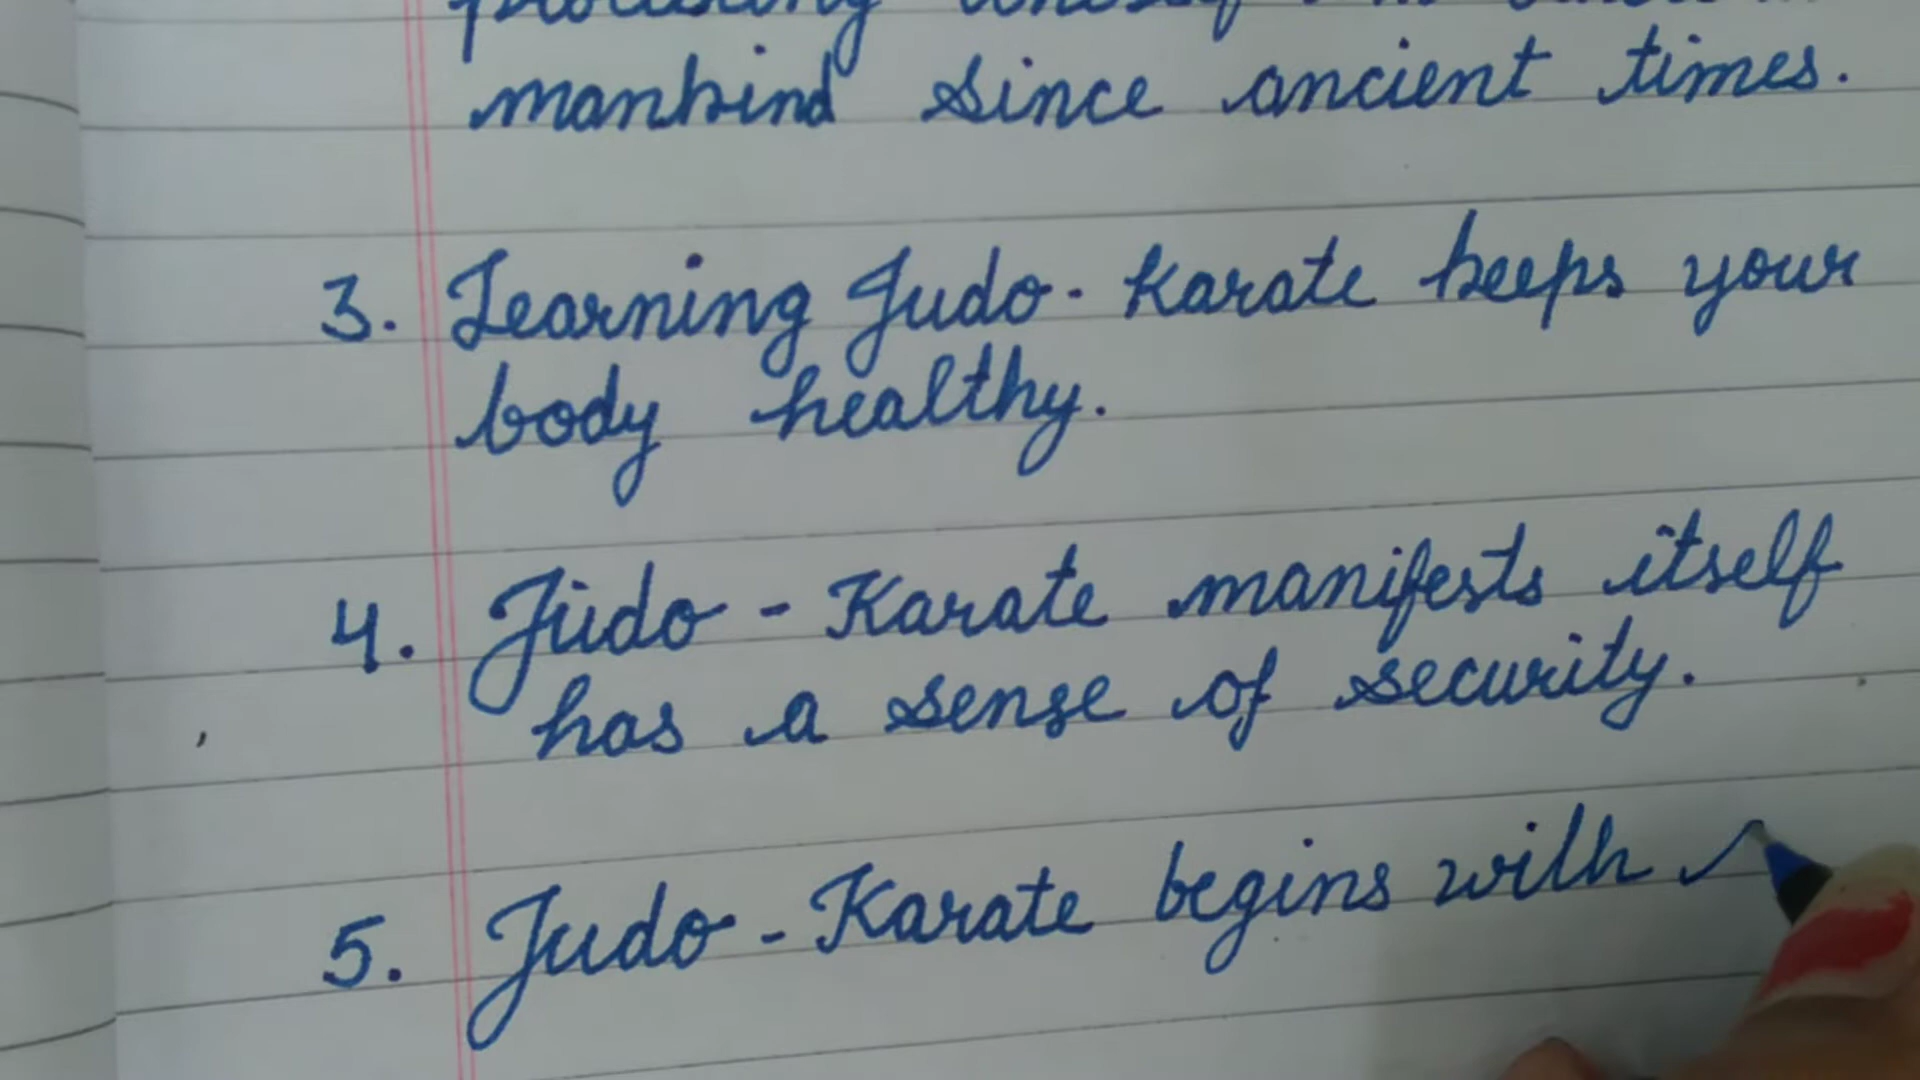 mankind since ancient times.
3. Learning Judo - Karate keeps your
body healthy.
4. Judo - Karate manifests itself
has a sense of security.
5. Judo - Karate begins with